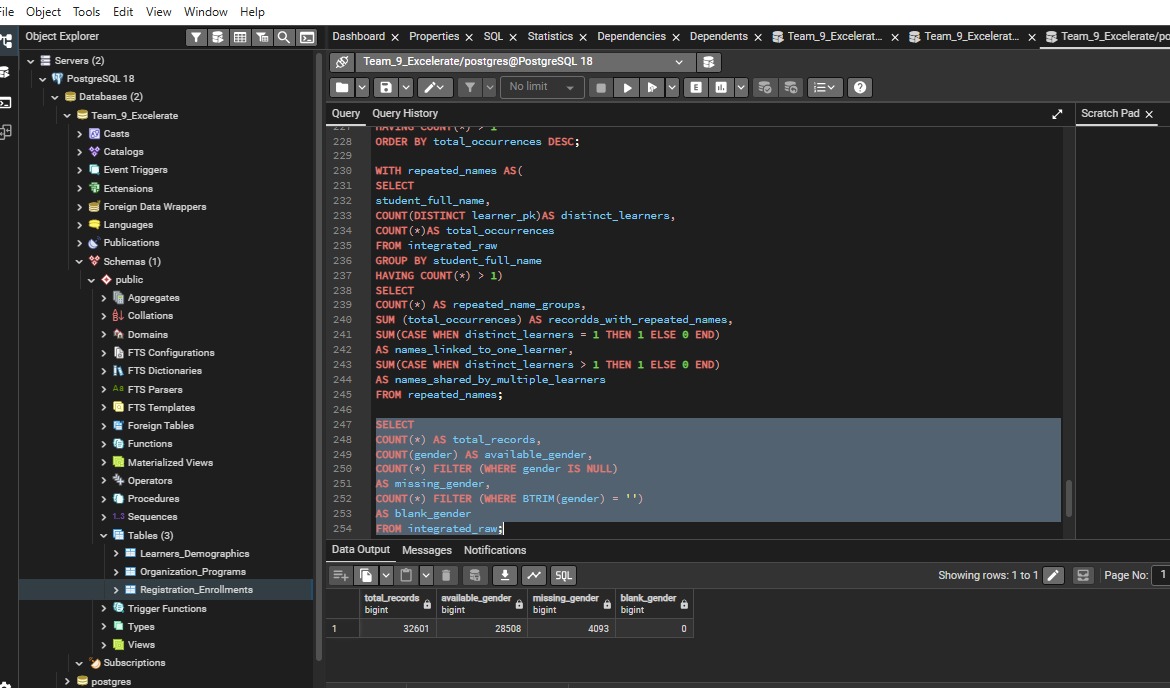 File Object Tools Edit View Window Help
Object Explorer
Dashboard Properties SQL Statistics Dependencies Dependents Team_9_Excelerat... Team_9_Excelerat... Team_9_Excelerate/po
Team_9_Excelerate/postgres@PostgreSQL 18
No limit
Query Query History
Scratch Pad
Servers (2)
PostgreSQL 18
Databases (2)
Team_9_Excelerate
Casts
Catalogs
Event Triggers
Extensions
Foreign Data Wrappers
Languages
Publications
Schemas (1)
public
Aggregates
Collations
Domains
FTS Configurations
FTS Dictionaries
FTS Parsers
FTS Templates
Foreign Tables
Functions
Materialized Views
Operators
Procedures
1..3 Sequences
Tables (3)
Learners_Demographics
Organization_Programs
Registration_Enrollments
Trigger Functions
Types
Views
Subscriptions
postgres
227 HAVING COUNT(*) > 1
228 ORDER BY total_occurrences DESC;
229
230 WITH repeated_names AS(
231 SELECT
232 student_full_name,
233 COUNT(DISTINCT learner_pk)AS distinct_learners,
234 COUNT(*)AS total_occurrences
235 FROM integrated_raw
236 GROUP BY student_full_name
237 HAVING COUNT(*) > 1)
238 SELECT
239 COUNT(*) AS repeated_name_groups,
240 SUM (total_occurrences) AS recordds_with_repeated_names,
241 SUM(CASE WHEN distinct_learners = 1 THEN 1 ELSE 0 END)
242 AS names_linked_to_one_learner,
243 SUM(CASE WHEN distinct_learners > 1 THEN 1 ELSE 0 END)
244 AS names_shared_by_multiple_learners
245 FROM repeated_names;
246
247 SELECT
248 COUNT(*) AS total_records,
249 COUNT(gender) AS available_gender,
250 COUNT(*) FILTER (WHERE gender IS NULL)
251 AS missing_gender,
252 COUNT(*) FILTER (WHERE BTRIM(gender) = '')
253 AS blank_gender
254 FROM integrated_raw;
Data Output Messages Notifications
SQL Showing rows: 1 to 1 Page No: 1
total_records available_gender missing_gender blank_gender
bigint bigint bigint bigint
1 32601 28508 4093 0